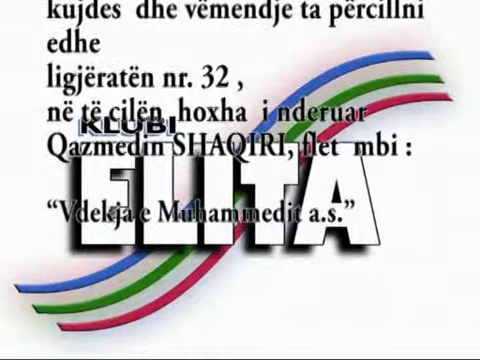 kujdes dhe vëmendje ta përcillni
edhe
ligjëratën nr. 32 ,
në të cilën hoxha i nderuar
KLUBI
Qazmedin SHAQIRI, flet mbi :
ELITA
“Vdekja e Muhammedit a.s.”